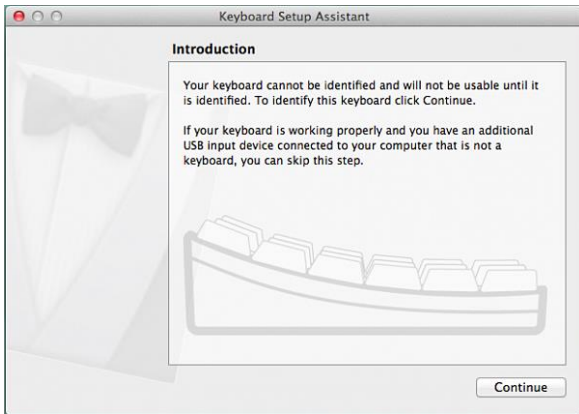 Keyboard Setup Assistant
Introduction
Your keyboard cannot be identified and will not be usable until it
is identified. To identify this keyboard click Continue.
If your keyboard is working properly and you have an additional
USB input device connected to your computer that is not a
keyboard, you can skip this step.
Continue